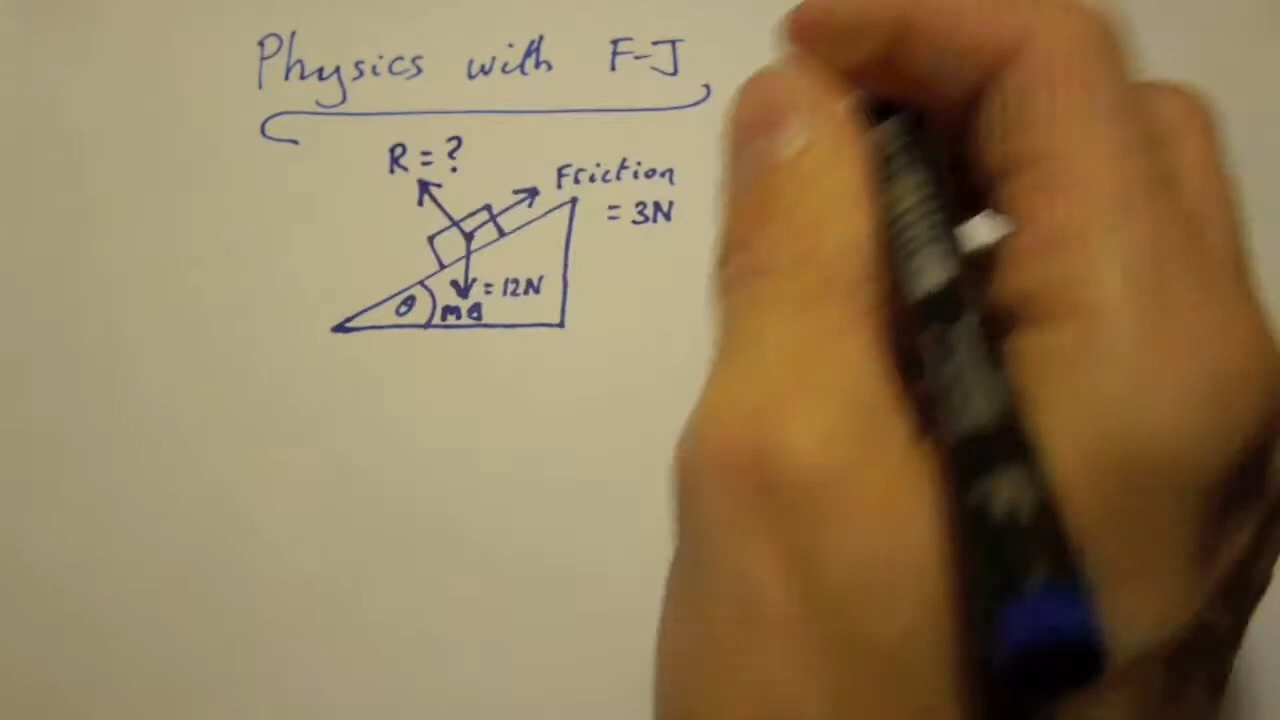 Physics with F-J
R = ?
Friction
= 3N
= 12N
θ
mg